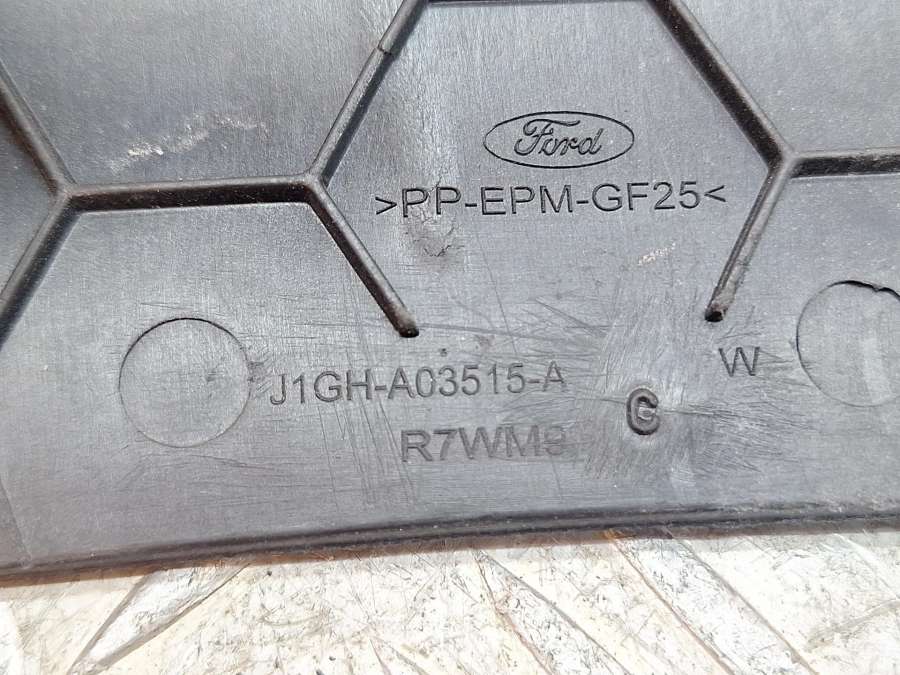 Ford
>PP-EPM-GF25<
J1GH-A03515-A
W
C
R7WM9